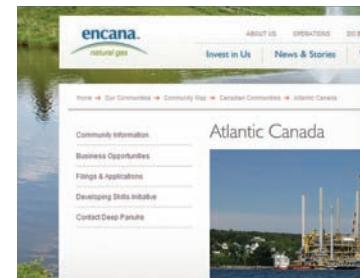 encana.
natural gas
ABOUT US OPERATIONS
Invest in Us News & Stories
Home → Our Communities → Community Map → Canadian Communities → Atlantic Canada
Community Information
Atlantic Canada
Business Opportunities
Filings & Applications
Developing Skills Initiative
Contact Deep Panuke